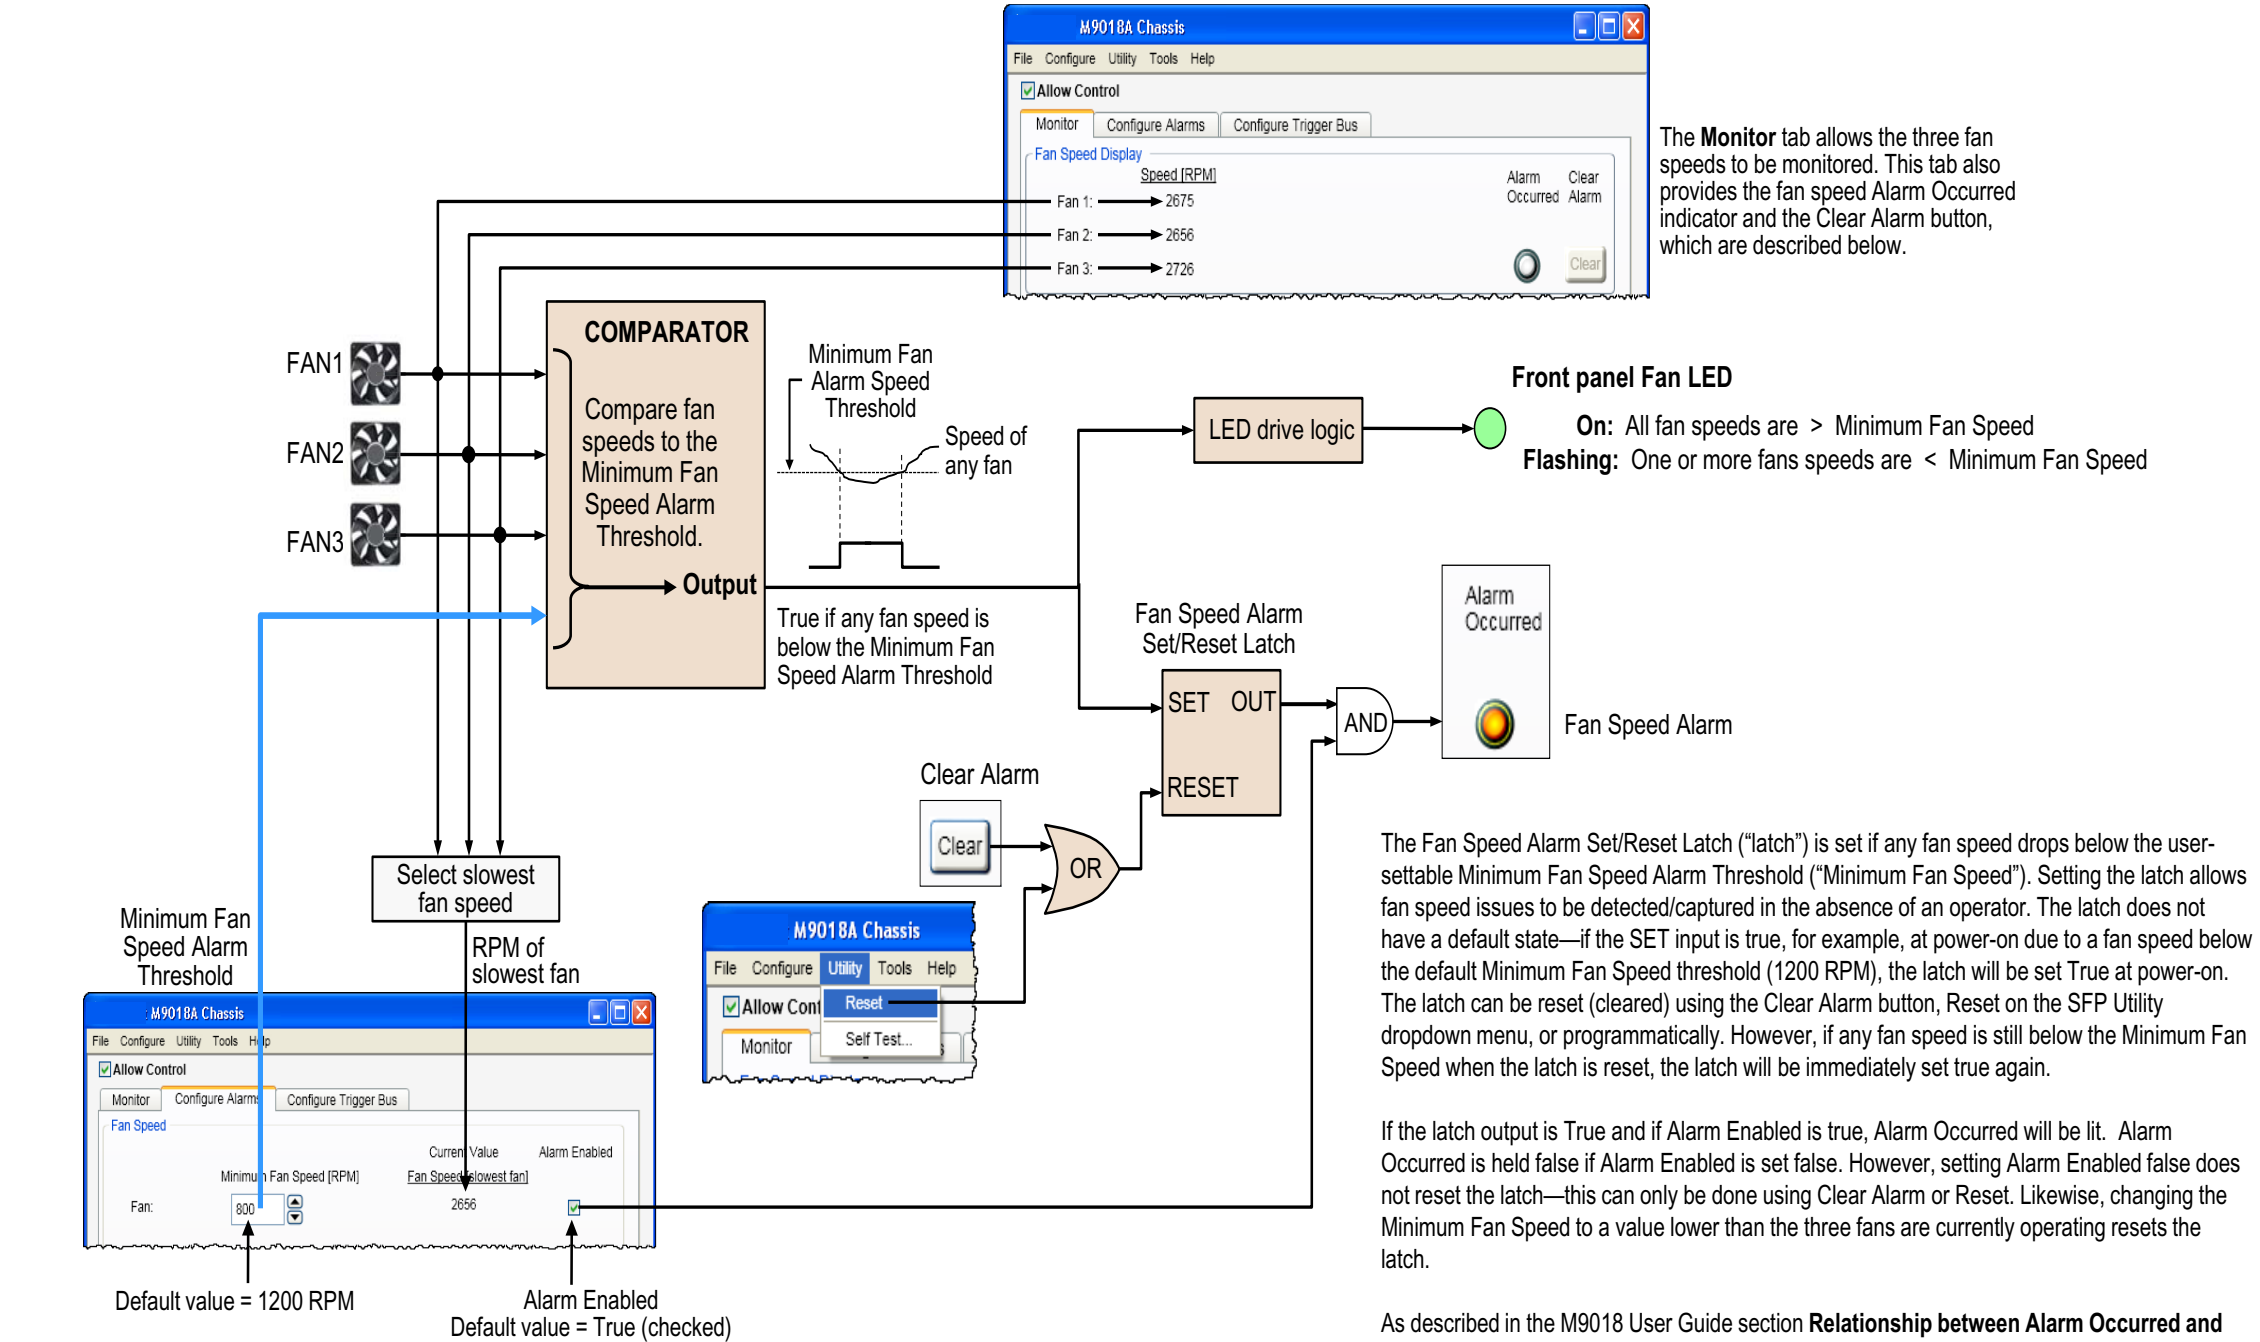 M9018A Chassis
File Configure Utility Tools Help
Allow Control
Monitor Configure Alarms Configure Trigger Bus
Fan Speed Display
Speed [RPM]
Alarm Occurred
Clear Alarm
Fan 1: 2675
Fan 2: 2656
Fan 3: 2726
Clear
The Monitor tab allows the three fan
speeds to be monitored. This tab also
provides the fan speed Alarm Occurred
indicator and the Clear Alarm button,
which are described below.
FAN1
FAN2
FAN3
COMPARATOR
Compare fan
speeds to the
Minimum Fan
Speed Alarm
Threshold.
Output
Minimum Fan
Alarm Speed
Threshold
Speed of
any fan
True if any fan speed is
below the Minimum Fan
Speed Alarm Threshold
LED drive logic
Front panel Fan LED
On: All fan speeds are > Minimum Fan Speed
Flashing: One or more fans speeds are < Minimum Fan Speed
Fan Speed Alarm
Set/Reset Latch
SET OUT
RESET
AND
Alarm
Occurred
Fan Speed Alarm
Clear Alarm
Clear
OR
M9018A Chassis
File Configure Utility Tools Help
Allow Cont
Reset
Self Test...
Monitor
Select slowest
fan speed
RPM of
slowest fan
Minimum Fan
Speed Alarm
Threshold
M9018A Chassis
File Configure Utility Tools Help
Allow Control
Monitor Configure Alarms Configure Trigger Bus
Fan Speed
Current Value Alarm Enabled
Minimum Fan Speed [RPM] Fan Speed [slowest fan]
Fan: 800 2656
Default value = 1200 RPM
Alarm Enabled
Default value = True (checked)
The Fan Speed Alarm Set/Reset Latch (“latch”) is set if any fan speed drops below the user-
settable Minimum Fan Speed Alarm Threshold (“Minimum Fan Speed”). Setting the latch allows
fan speed issues to be detected/captured in the absence of an operator. The latch does not
have a default state—if the SET input is true, for example, at power-on due to a fan speed below
the default Minimum Fan Speed threshold (1200 RPM), the latch will be set True at power-on.
The latch can be reset (cleared) using the Clear Alarm button, Reset on the SFP Utility
dropdown menu, or programmatically. However, if any fan speed is still below the Minimum Fan
Speed when the latch is reset, the latch will be immediately set true again.
If the latch output is True and if Alarm Enabled is true, Alarm Occurred will be lit. Alarm
Occurred is held false if Alarm Enabled is set false. However, setting Alarm Enabled false does
not reset the latch—this can only be done using Clear Alarm or Reset. Likewise, changing the
Minimum Fan Speed to a value lower than the three fans are currently operating resets the
latch.
As described in the M9018 User Guide section Relationship between Alarm Occurred and